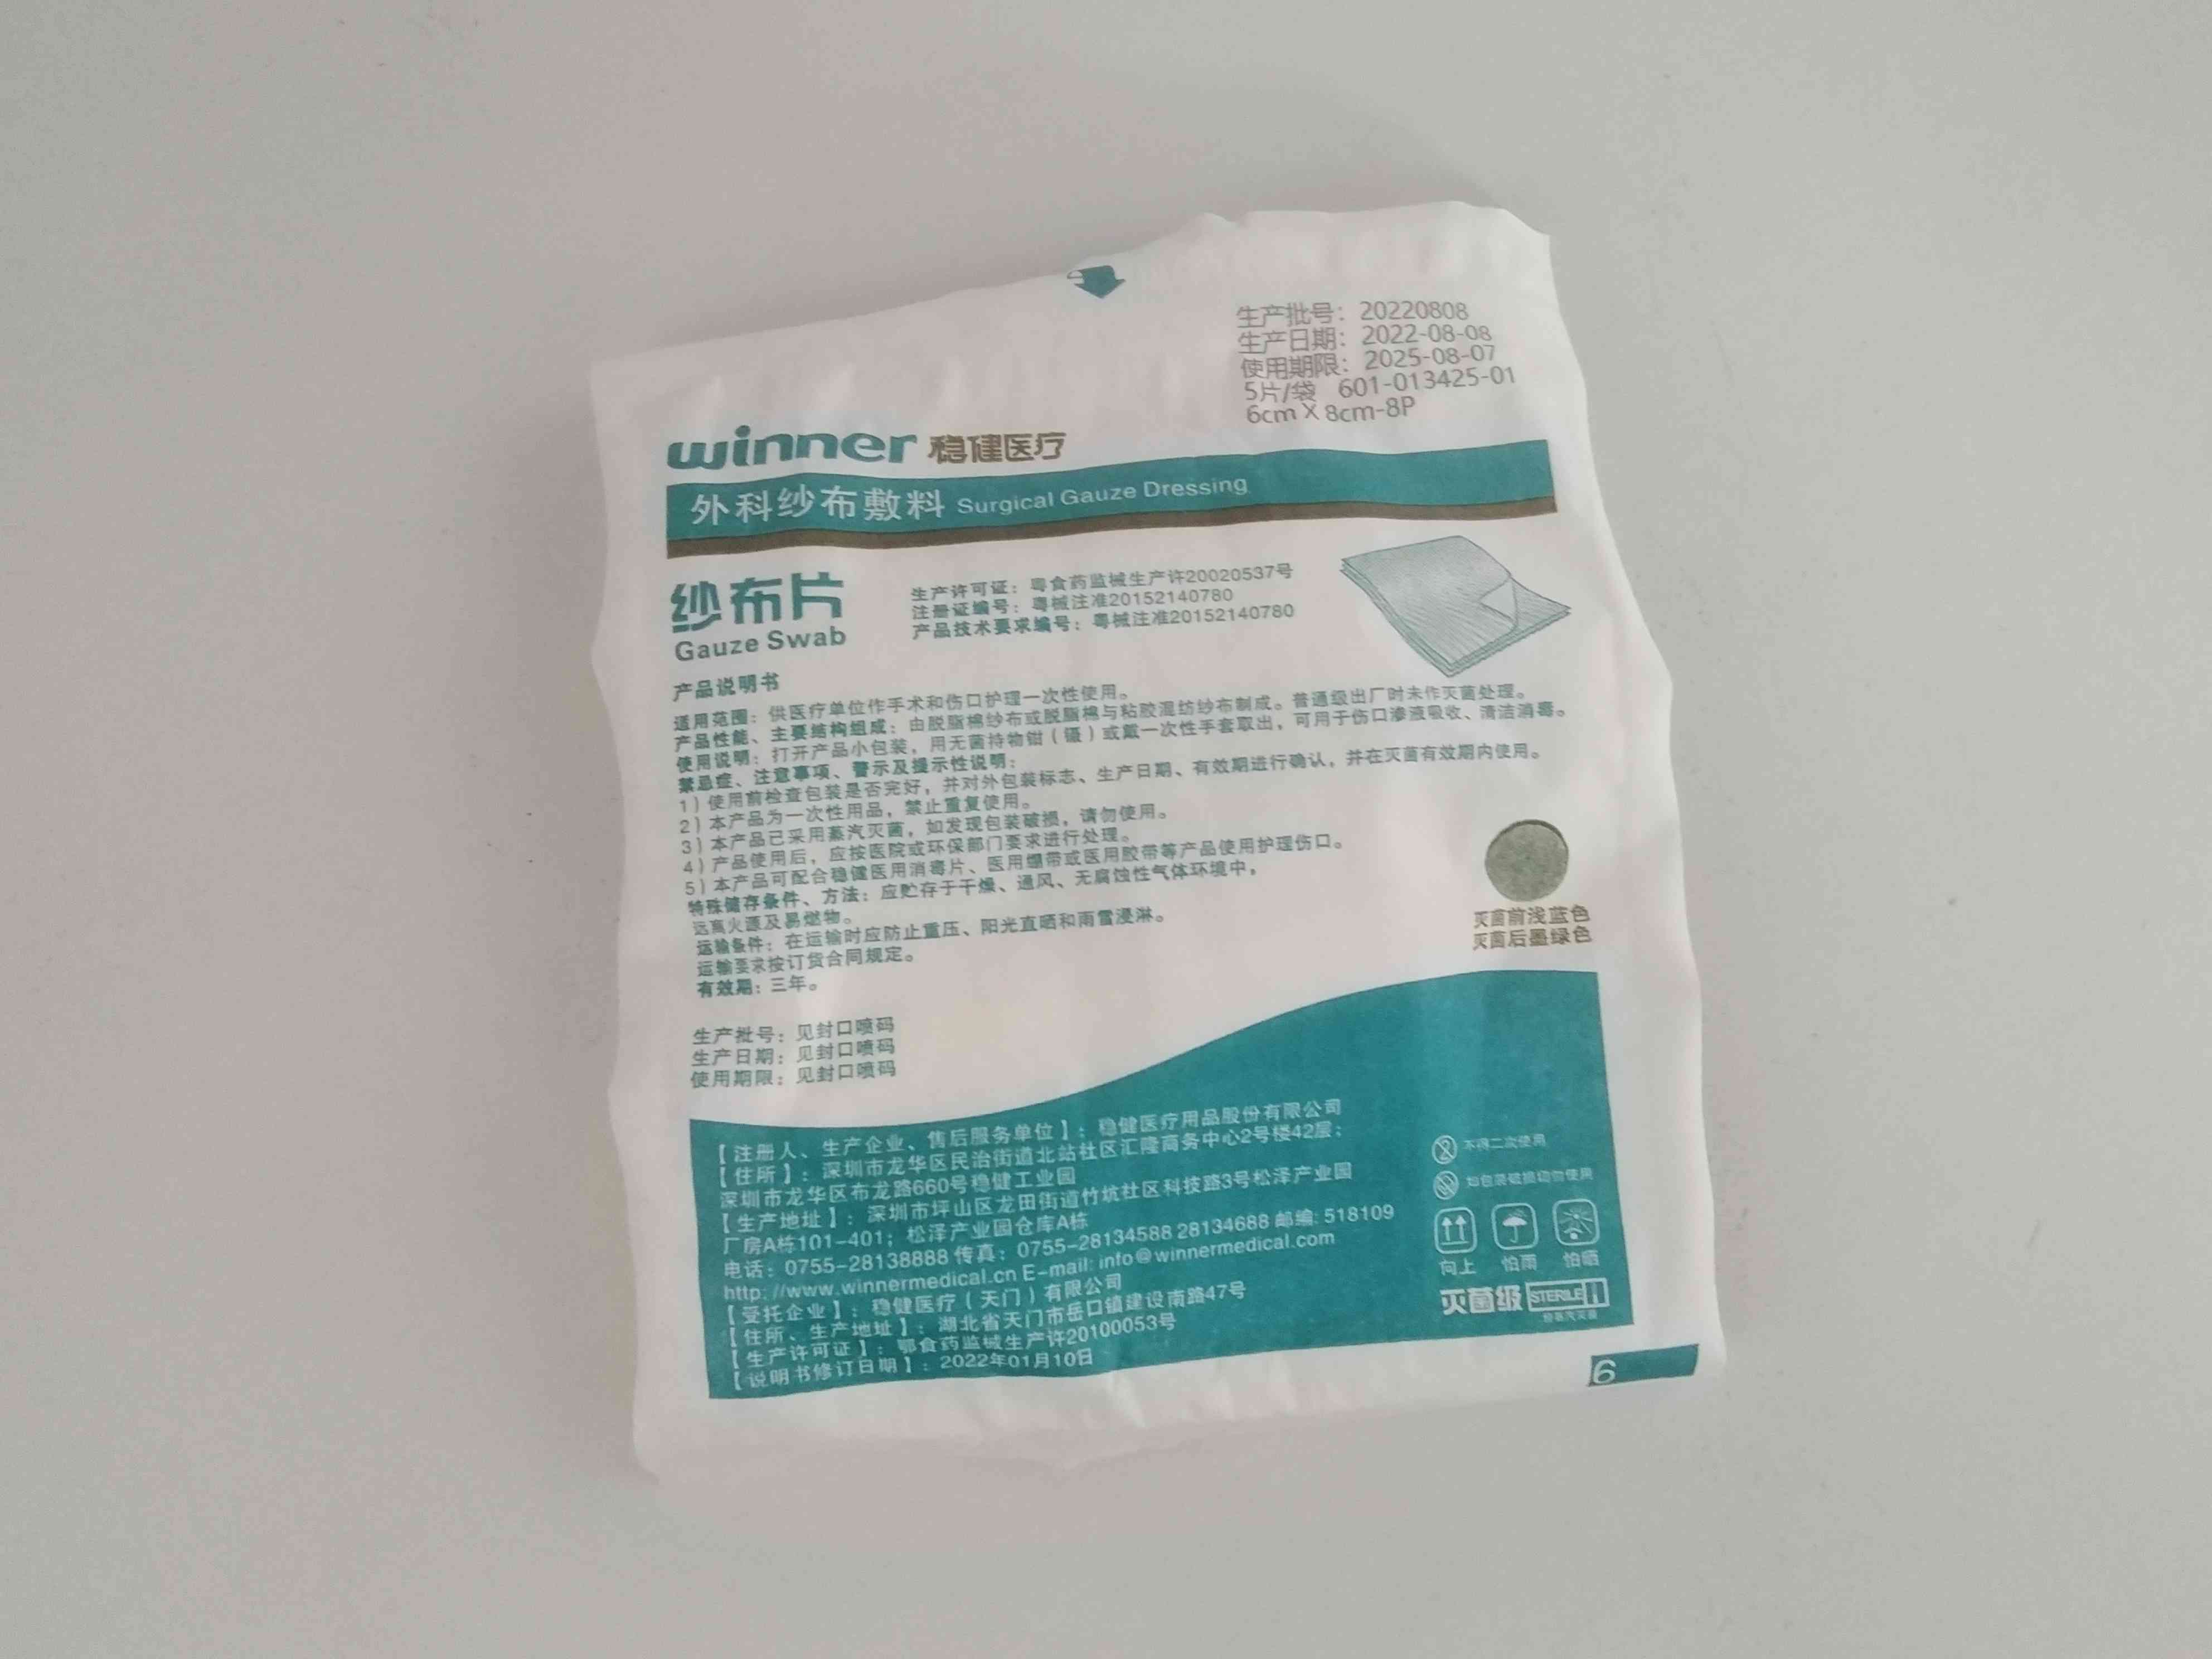 生产批号：20220808
生产日期：2022-08-08
使用期限：2025-08-07
5片/袋 601-013425-01
6cm X 8cm-8P
winner 稳健医疗
外科纱布敷料 Surgical Gauze Dressing
纱布片
Gauze Swab
生产许可证：粤食药监械生产许20020537号
注册证编号：粤械注准20152140780
产品技术要求编号：粤械注准20152140780
产品说明书
适用范围：供医疗单位作手术和伤口护理一次性使用。
产品性能、主要结构组成：由脱脂棉纱布或脱脂棉与粘胶混纺纱布制成。普通级出厂时未作灭菌处理。
使用说明：打开产品小包装，用无菌持物钳（镊）或戴一次性手套取出，可用于伤口渗液吸收、清洁消毒。
禁忌症、注意事项、警示及提示性说明：
1）使用前检查包装是否完好，并对外包装标志、生产日期、有效期进行确认，并在灭菌有效期内使用。
2）本产品为一次性用品，禁止重复使用。
3）本产品已采用蒸汽灭菌，如发现包装破损，请勿使用。
4）产品使用后，应按医院或环保部门要求进行处理。
5）本产品可配合稳健医用消毒片、医用绷带或医用胶带等产品使用护理伤口。
特殊储存条件、方法：应贮存于干燥、通风、无腐蚀性气体环境中，
远离火源及易燃物。
运输条件：在运输时应防止重压、阳光直晒和雨雪浸淋。
运输要求按订货合同规定。
有效期：三年。
灭菌前浅蓝色
灭菌后墨绿色
生产批号：见封口喷码
生产日期：见封口喷码
使用期限：见封口喷码
【注册人、生产企业、售后服务单位】：稳健医疗用品股份有限公司
【住所】：深圳市龙华区民治街道北站社区汇隆商务中心2号楼42层；
深圳市龙华区布龙路660号稳健工业园
【生产地址】：深圳市坪山区龙田街道竹坑社区科技路3号松泽产业园
厂房A栋101-401；松泽产业园仓库A栋
电话：0755-28138888 传真：0755-28134588 28134688 邮编：518109
http://www.winnermedical.cn E-mail: info@winnermedical.com
【受托企业】：稳健医疗（天门）有限公司
【住所、生产地址】：湖北省天门市岳口镇建设南路47号
【生产许可证】：鄂食药监械生产许20100053号
【说明书修订日期】：2022年01月10日
不得二次使用
如包装破损切勿使用
向上 怕雨 怕晒
灭菌级 STERILE
6